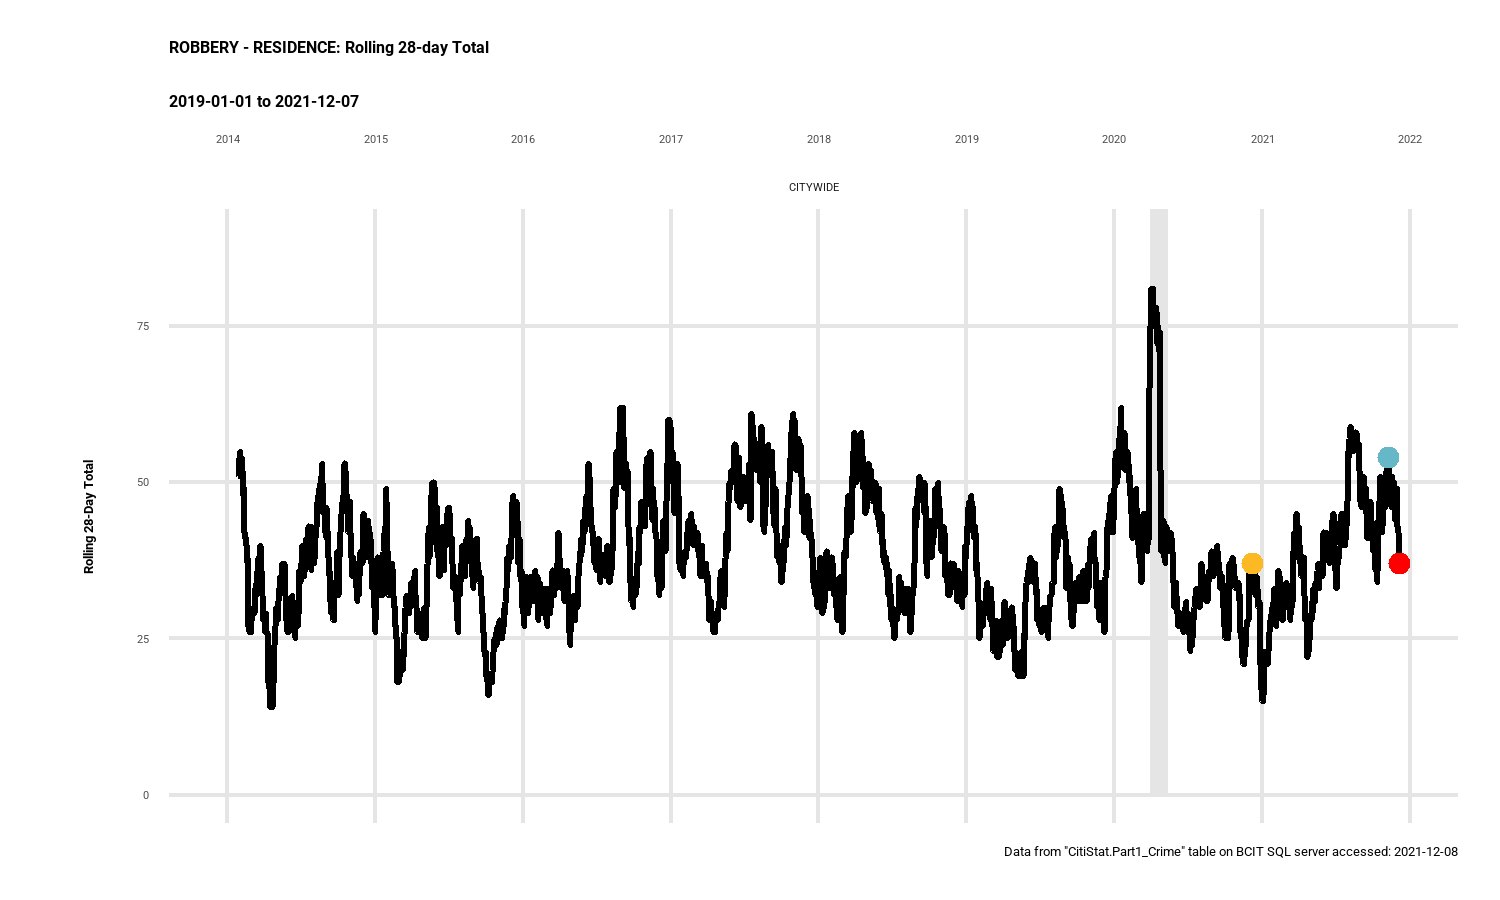 ROBBERY - RESIDENCE: Rolling 28-day Total
2019-01-01 to 2021-12-07
2014 2015 2016 2017 2018 2019 2020 2021 2022
CITYWIDE
75
50
25
0
Rolling 28-Day Total
Data from "CitiStat.Part1_Crime" table on BCIT SQL server accessed: 2021-12-08